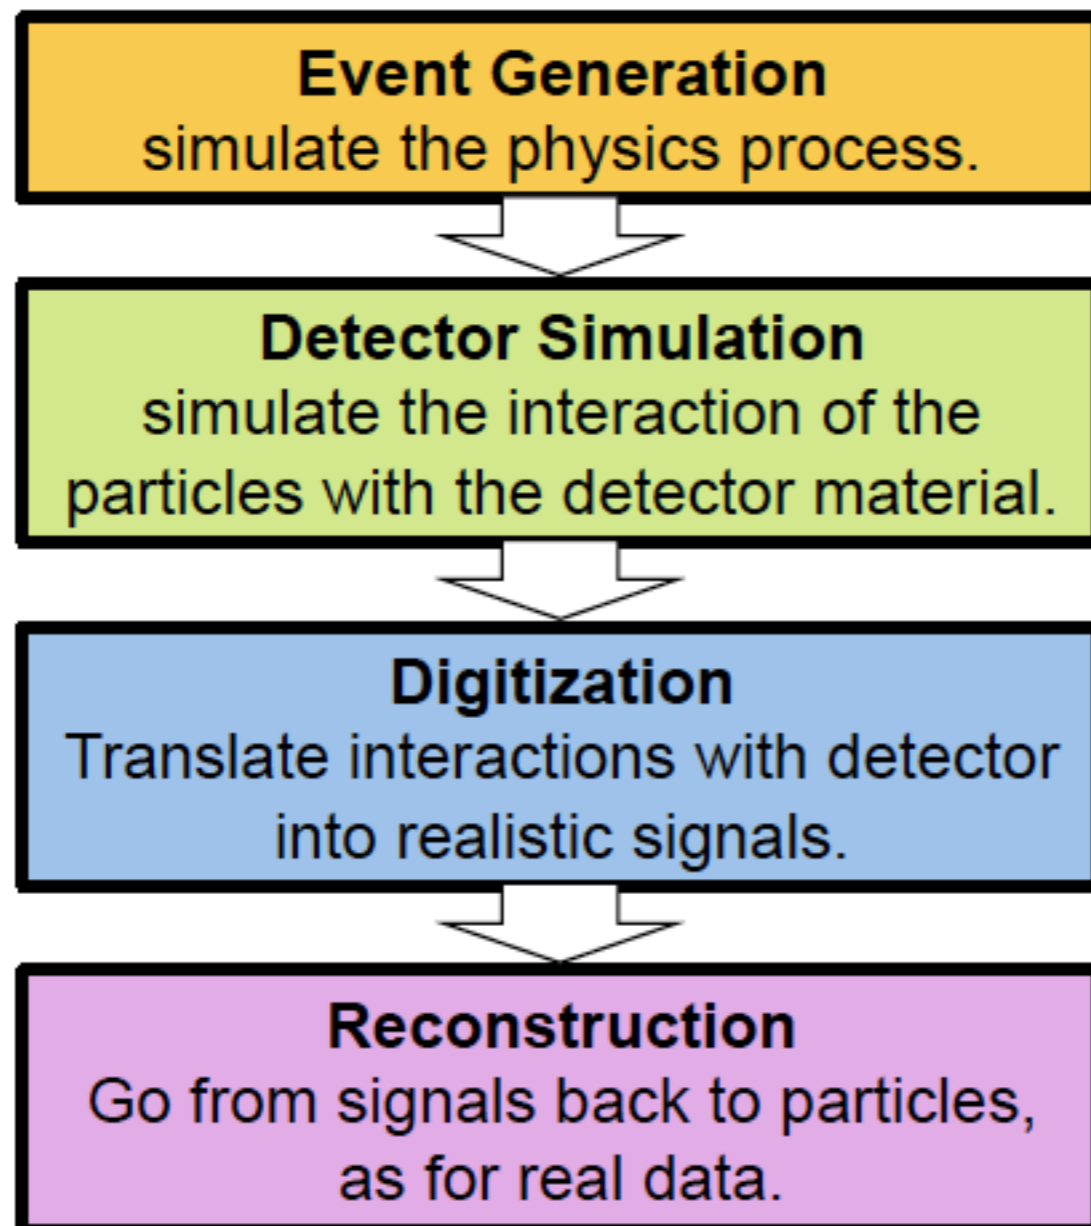 Event Generation
simulate the physics process.
Detector Simulation
simulate the interaction of the
particles with the detector material.
Digitization
Translate interactions with detector
into realistic signals.
Reconstruction
Go from signals back to particles,
as for real data.